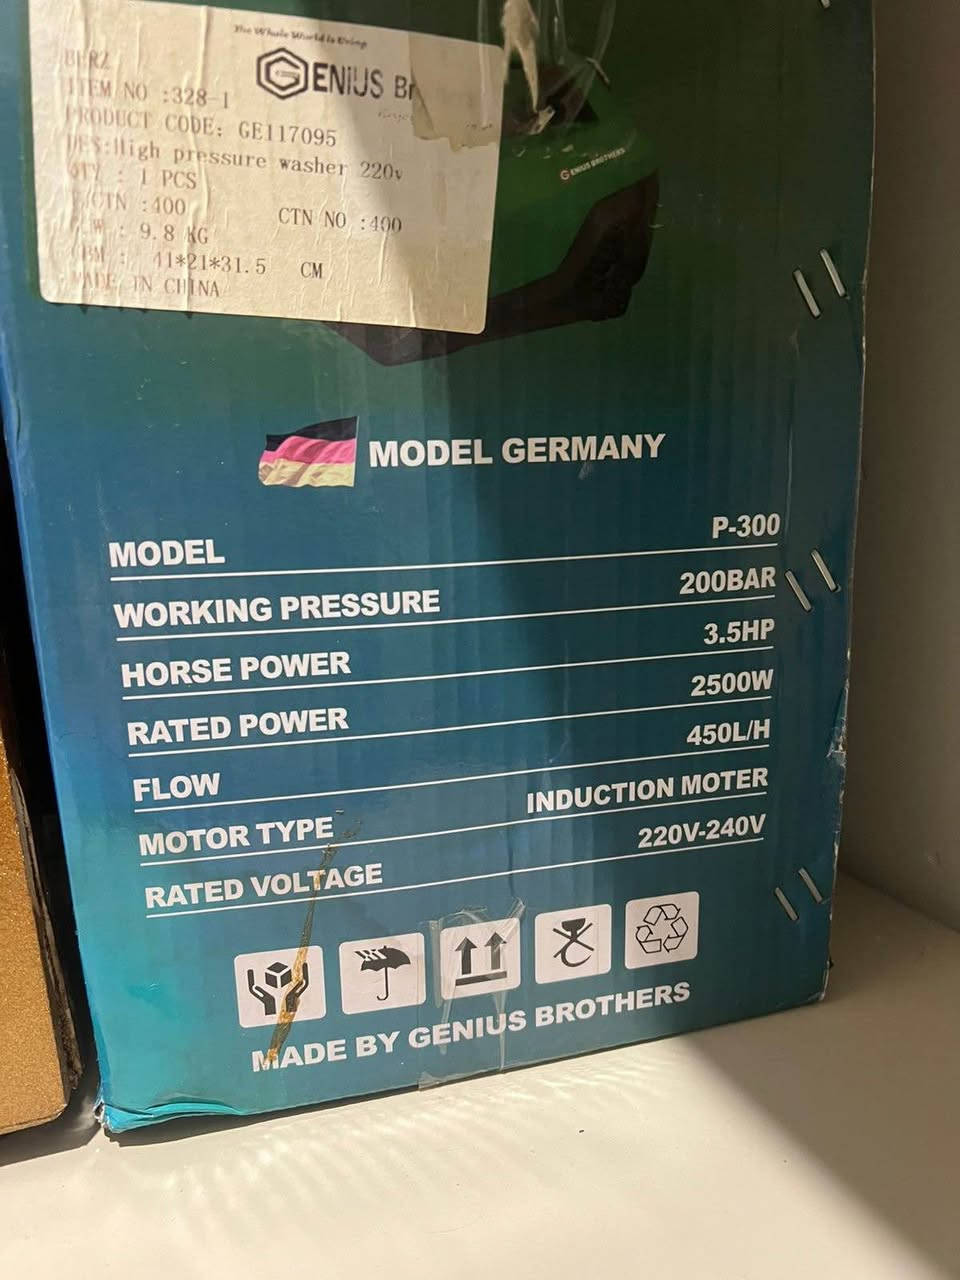 The Whole World is Using
GENIUS Br
ITEM NO :328-1
PRODUCT CODE: GE117095
DES:High pressure washer 220v
QTY : 1 PCS
CTN :400
CTN NO :400
: 9.8 KG
: 41*21*31.5 CM
MADE IN CHINA
GENIUS BROTHERS
MODEL GERMANY
MODEL P-300
WORKING PRESSURE 200BAR
HORSE POWER 3.5HP
RATED POWER 2500W
FLOW 450L/H
MOTOR TYPE INDUCTION MOTER
RATED VOLTAGE 220V-240V
MADE BY GENIUS BROTHERS